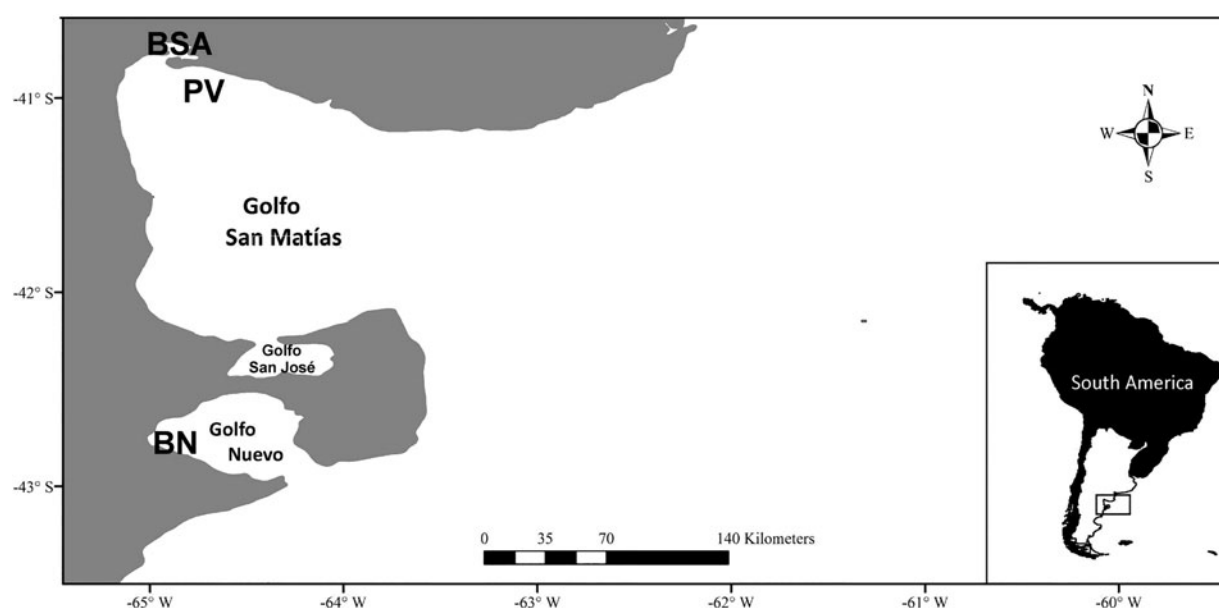 BSA
PV
-41° S
N
W
E
S
Golfo
San Matías
-42° S
Golfo
San José
South America
BN
Golfo
Nuevo
-43° S
0
35
70
140 Kilometers
-65° W
-64° W
-63° W
-62° W
-61° W
-60° W